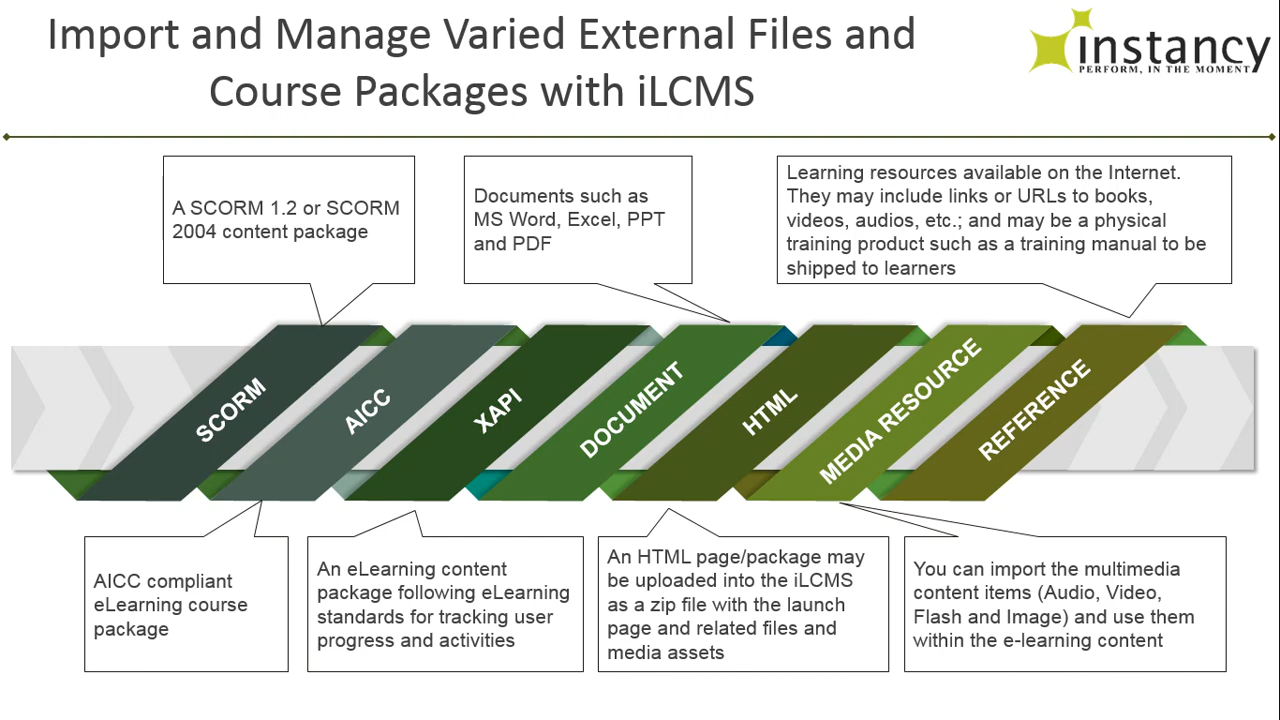 Import and Manage Varied External Files and
Course Packages with iLCMS
instancy
PERFORM, IN THE MOMENT
A SCORM 1.2 or SCORM
2004 content package
Documents such as
MS Word, Excel, PPT
and PDF
Learning resources available on the Internet.
They may include links or URLs to books,
videos, audios, etc.; and may be a physical
training product such as a training manual to be
shipped to learners
SCORM
AICC
XAPI
DOCUMENT
HTML
MEDIA RESOURCE
REFERENCE
AICC compliant
eLearning course
package
An eLearning content
package following eLearning
standards for tracking user
progress and activities
An HTML page/package may
be uploaded into the iLCMS
as a zip file with the launch
page and related files and
media assets
You can import the multimedia
content items (Audio, Video,
Flash and Image) and use them
within the e-learning content